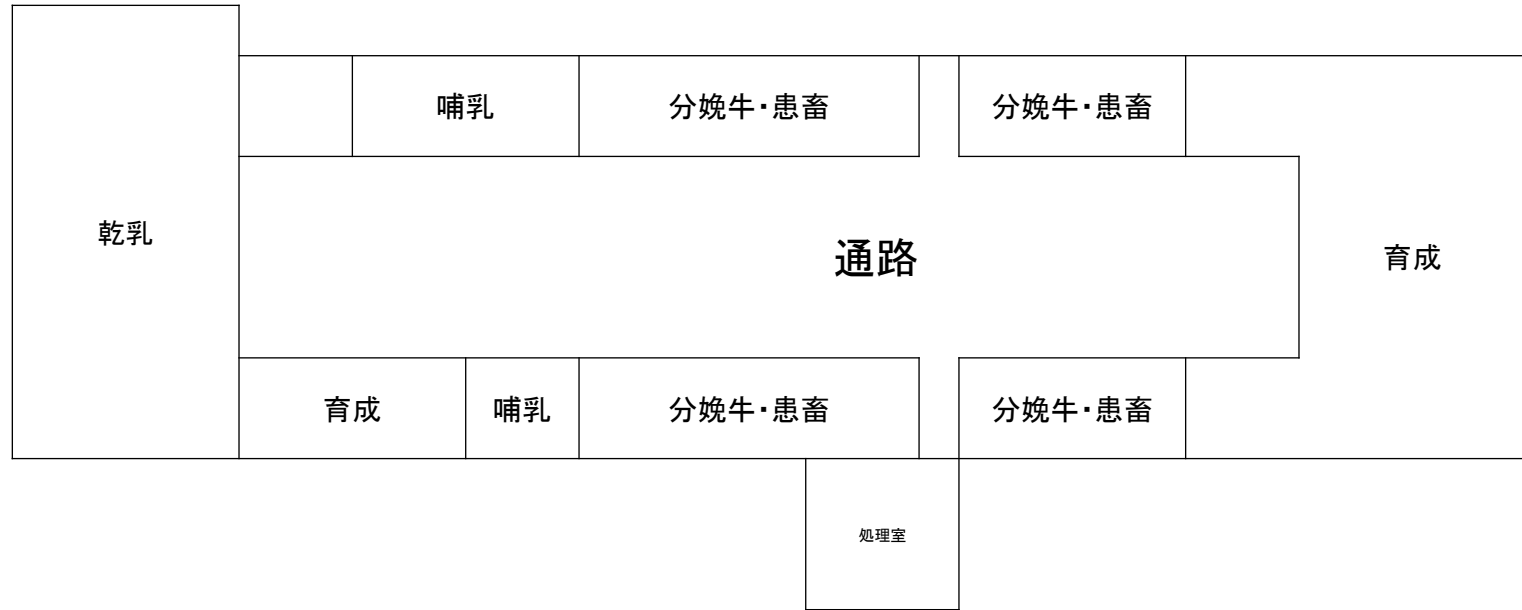 哺乳
分娩牛・患畜
分娩牛・患畜
乾乳
通路
育成
育成
哺乳
分娩牛・患畜
分娩牛・患畜
処理室